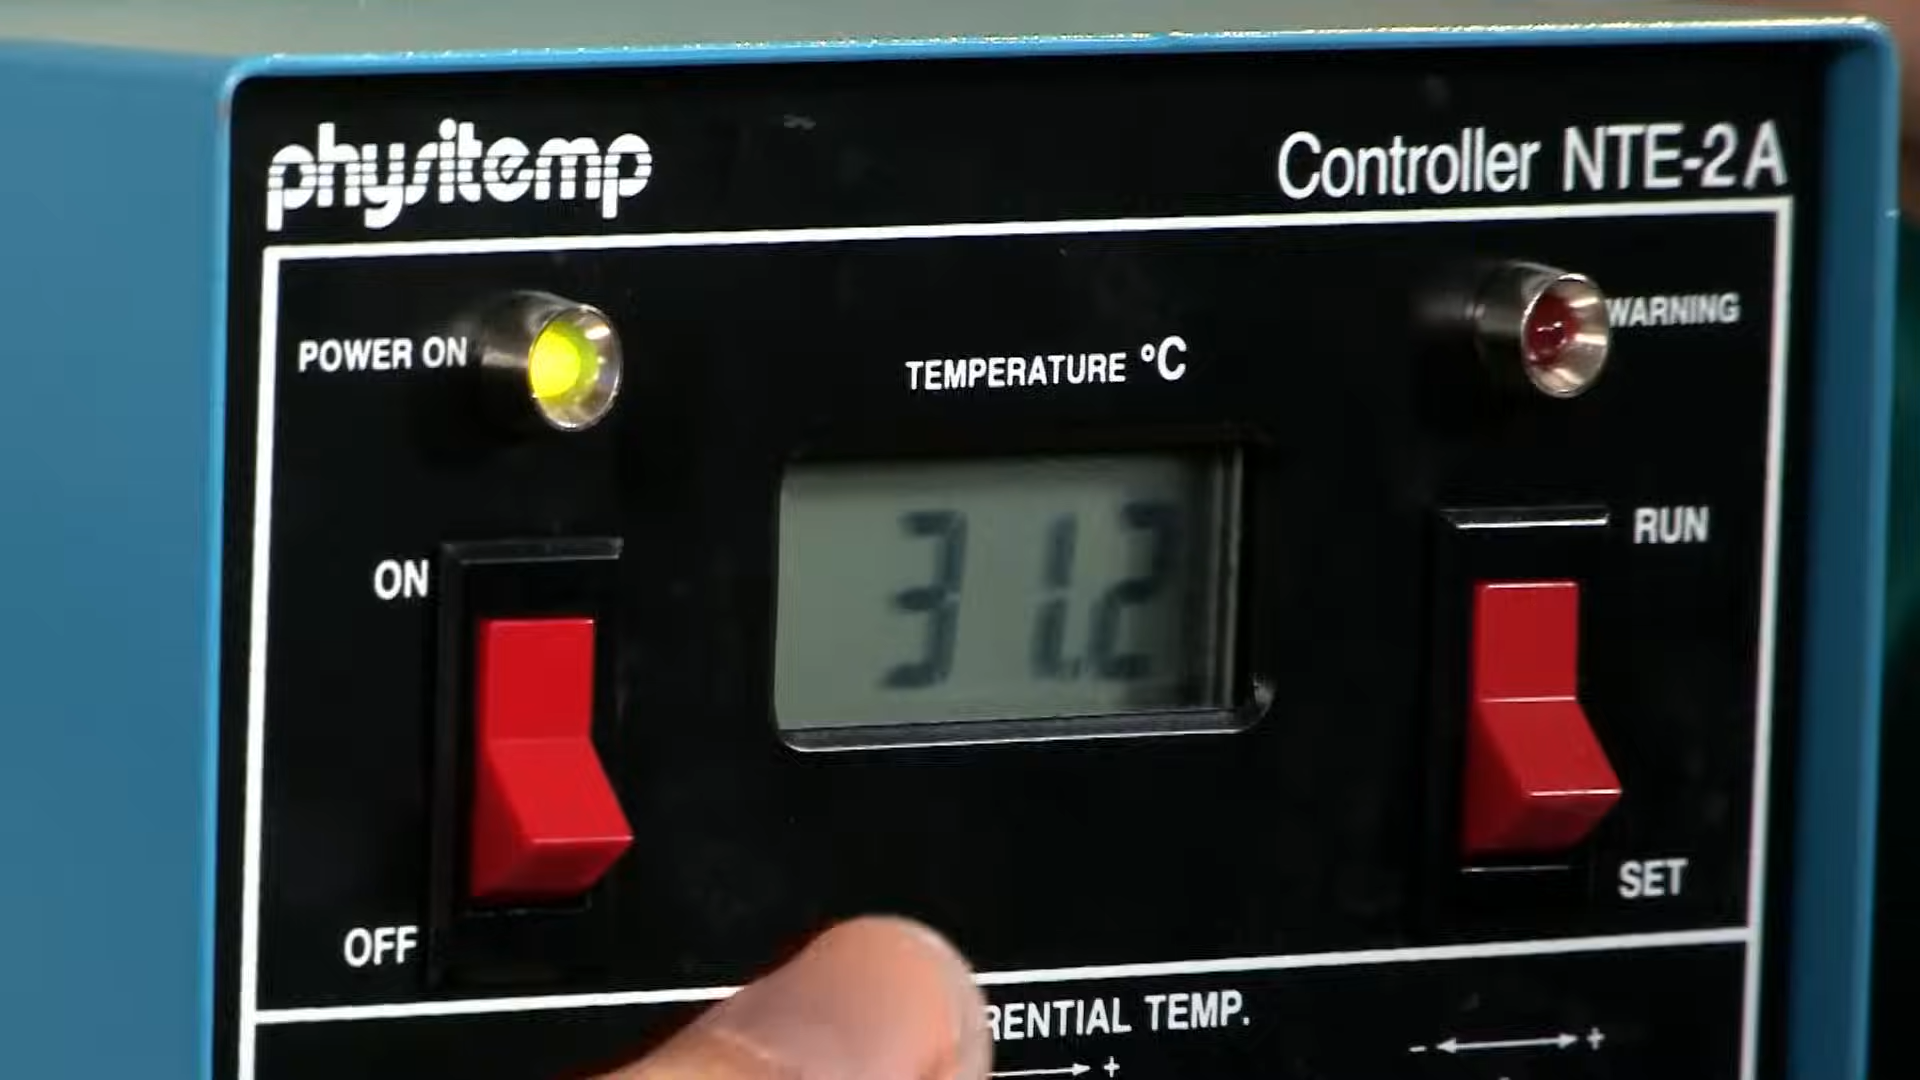 physitemp
Controller NTE-2A
POWER ON
WARNING
TEMPERATURE °C
31.2
ON
RUN
OFF
SET
RENTIAL TEMP.
+
- +